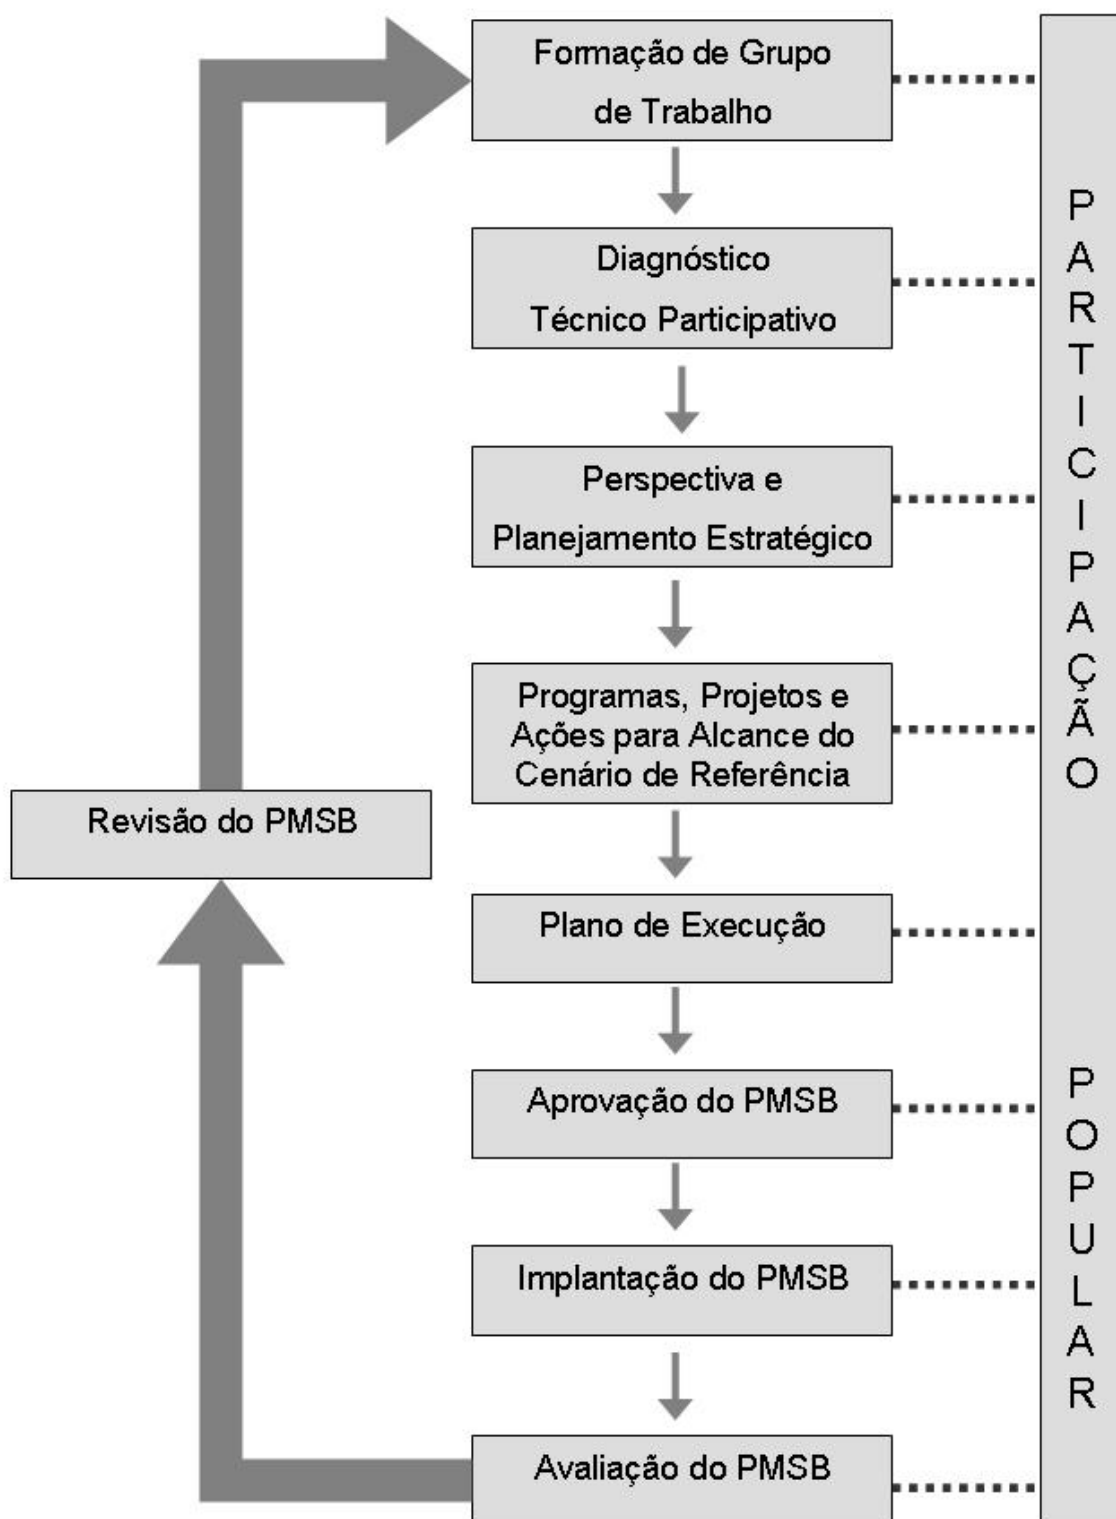 Formação de Grupo
de Trabalho
Diagnóstico
Técnico Participativo
Perspectiva e
Planejamento Estratégico
Programas, Projetos e
Ações para Alcance do
Cenário de Referência
Revisão do PMSB
Plano de Execução
Aprovação do PMSB
Implantação do PMSB
Avaliação do PMSB
PARTICIPAÇÃO
POPULAR